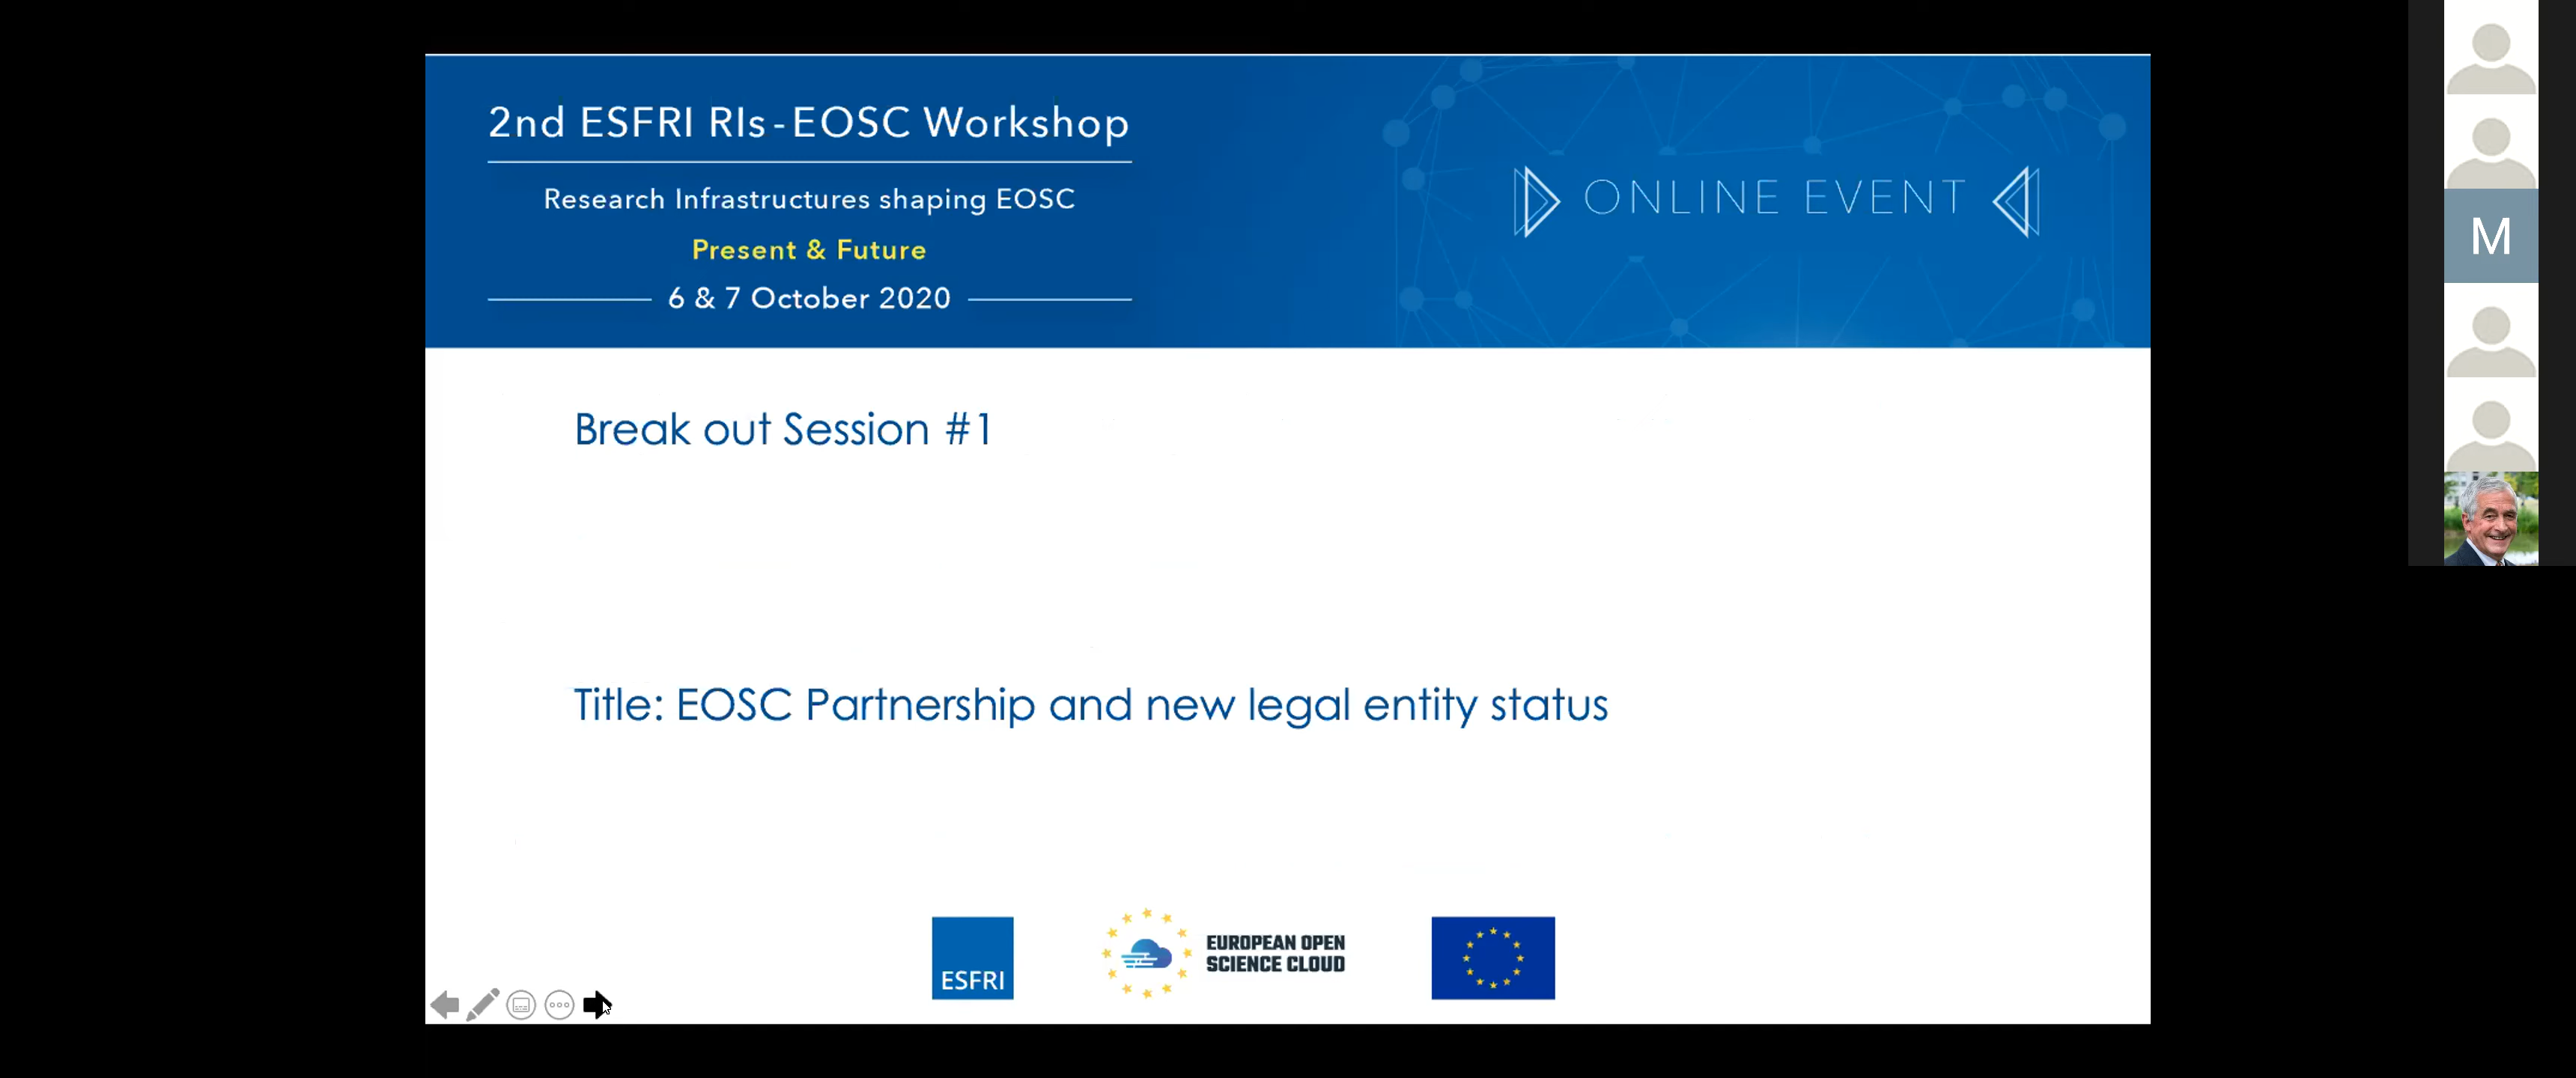 2nd ESFRI RIs - EOSC Workshop
Research Infrastructures shaping EOSC
Present & Future
6 & 7 October 2020
ONLINE EVENT
M
Break out Session #1
Title: EOSC Partnership and new legal entity status
ESFRI
EUROPEAN OPEN
SCIENCE CLOUD